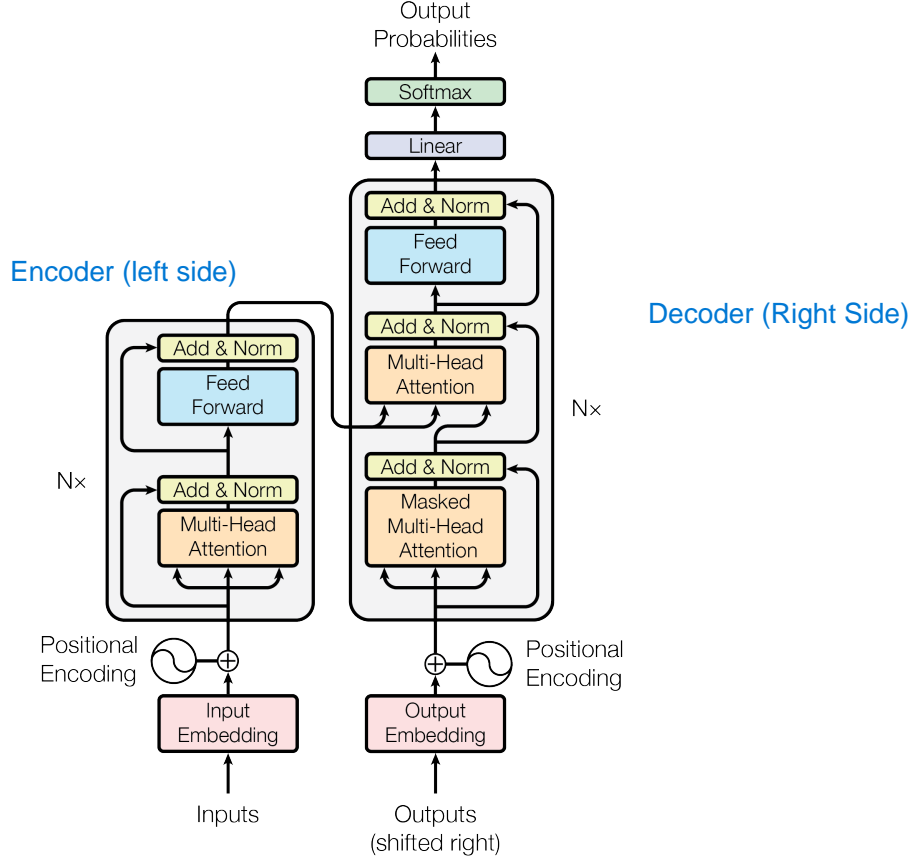 Output
Probabilities
Softmax
Linear
Add & Norm
Feed
Forward
Add & Norm
Multi-Head
Attention
Add & Norm
Masked
Multi-Head
Attention
N×
Decoder (Right Side)
Encoder (left side)
Add & Norm
Feed
Forward
Add & Norm
Multi-Head
Attention
N×
Positional
Encoding
Positional
Encoding
Input
Embedding
Output
Embedding
Inputs
Outputs
(shifted right)